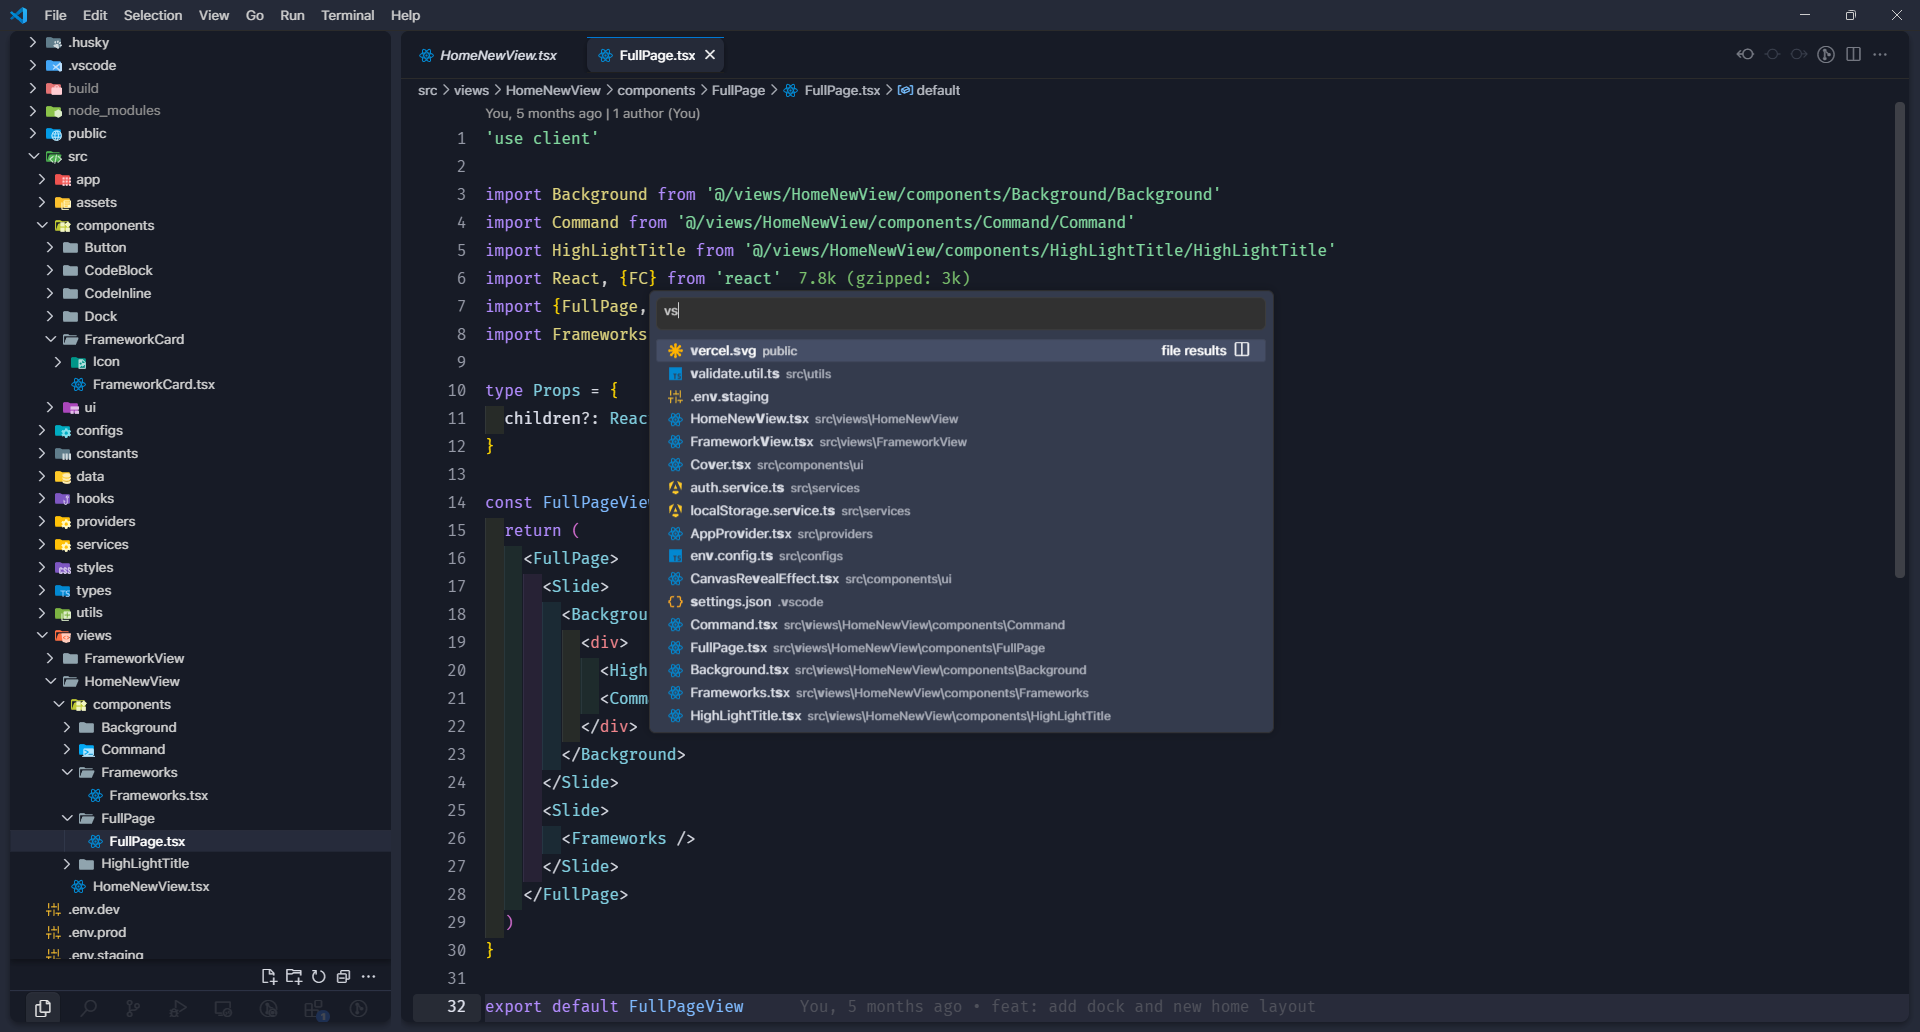 File Edit Selection View Go Run Terminal Help
.husky
.vscode
build
node_modules
public
src
app
assets
components
Button
CodeBlock
CodeInline
Dock
FrameworkCard
Icon
FrameworkCard.tsx
ui
configs
constants
data
hooks
providers
services
styles
types
utils
views
FrameworkView
HomeNewView
components
Background
Command
Frameworks
Frameworks.tsx
FullPage
FullPage.tsx
HighLightTitle
HomeNewView.tsx
.env.dev
.env.prod
.env.staging
HomeNewView.tsx FullPage.tsx
src > views > HomeNewView > components > FullPage > FullPage.tsx > default
You, 5 months ago | 1 author (You)
1 'use client'
2
3 import Background from '@/views/HomeNewView/components/Background/Background'
4 import Command from '@/views/HomeNewView/components/Command/Command'
5 import HighLightTitle from '@/views/HomeNewView/components/HighLightTitle/HighLightTitle'
6 import React, {FC} from 'react' 7.8k (gzipped: 3k)
7 import {FullPage,
8 import Frameworks
9
10 type Props = {
11 children?: Reac
12 }
13
14 const FullPageVie
15 return (
16 <FullPage>
17 <Slide>
18 <Backgrou
19 <div>
20 <High
21 <Comm
22 </div>
23 </Background>
24 </Slide>
25 <Slide>
26 <Frameworks />
27 </Slide>
28 </FullPage>
29 )
30 }
31
32 export default FullPageView You, 5 months ago • feat: add dock and new home layout
vs
vercel.svg public file results
validate.util.ts src\utils
.env.staging
HomeNewView.tsx src\views\HomeNewView
FrameworkView.tsx src\views\FrameworkView
Cover.tsx src\components\ui
auth.service.ts src\services
localStorage.service.ts src\services
AppProvider.tsx src\providers
env.config.ts src\configs
CanvasRevealEffect.tsx src\components\ui
settings.json .vscode
Command.tsx src\views\HomeNewView\components\Command
FullPage.tsx src\views\HomeNewView\components\FullPage
Background.tsx src\views\HomeNewView\components\Background
Frameworks.tsx src\views\HomeNewView\components\Frameworks
HighLightTitle.tsx src\views\HomeNewView\components\HighLightTitle
1